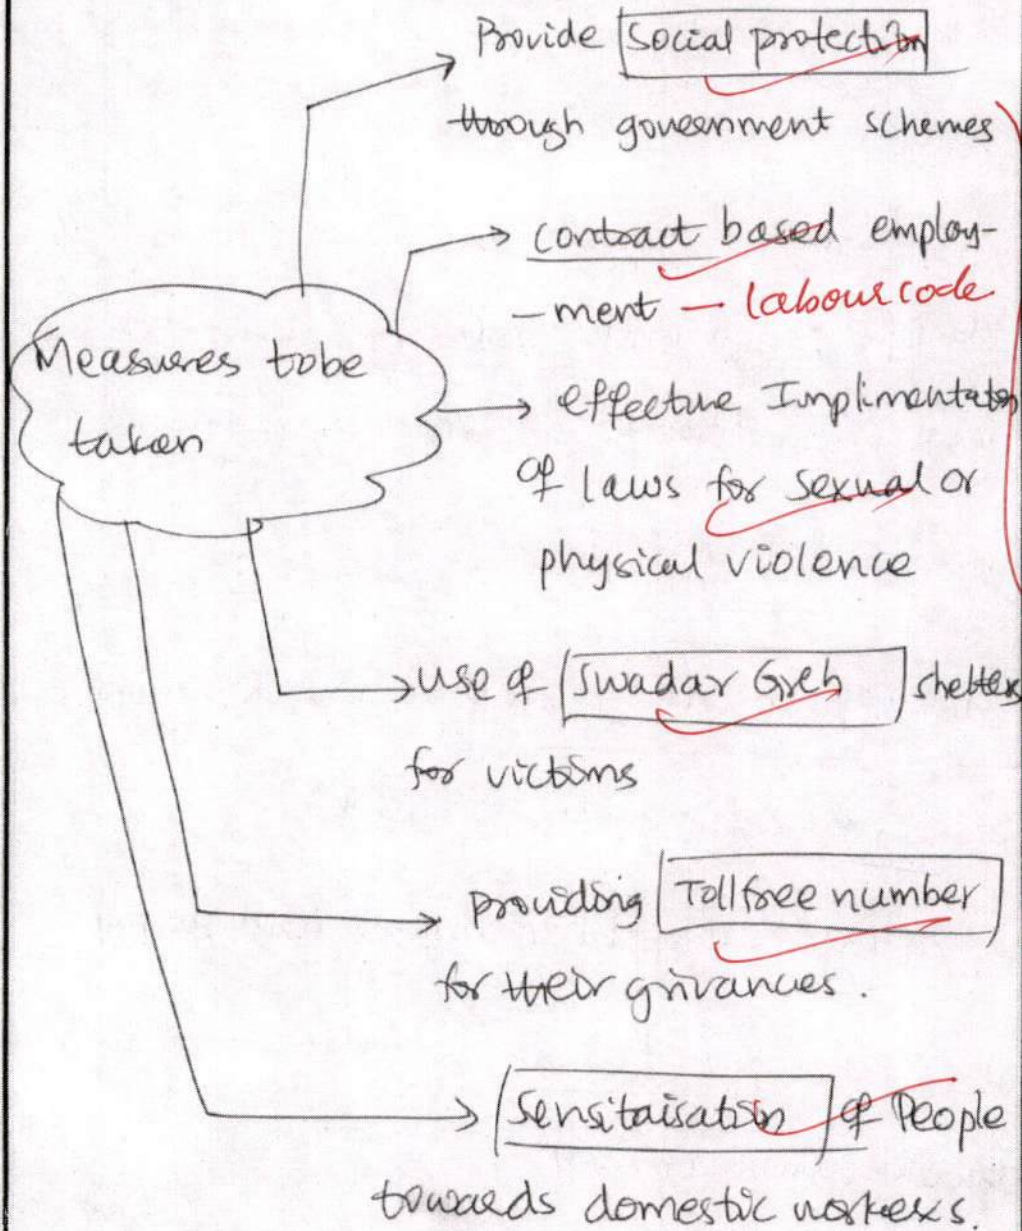 Provide Social protection
through government schemes
contract based employ-
-ment - labour code
Measures tobe
taken
effective Implimentation
of laws for sexual or
physical violence
use of Swadar Greh shelters
for victims
providing Tollfree number
for their grivances.
Sensitaisation of People
towards domestic workers.